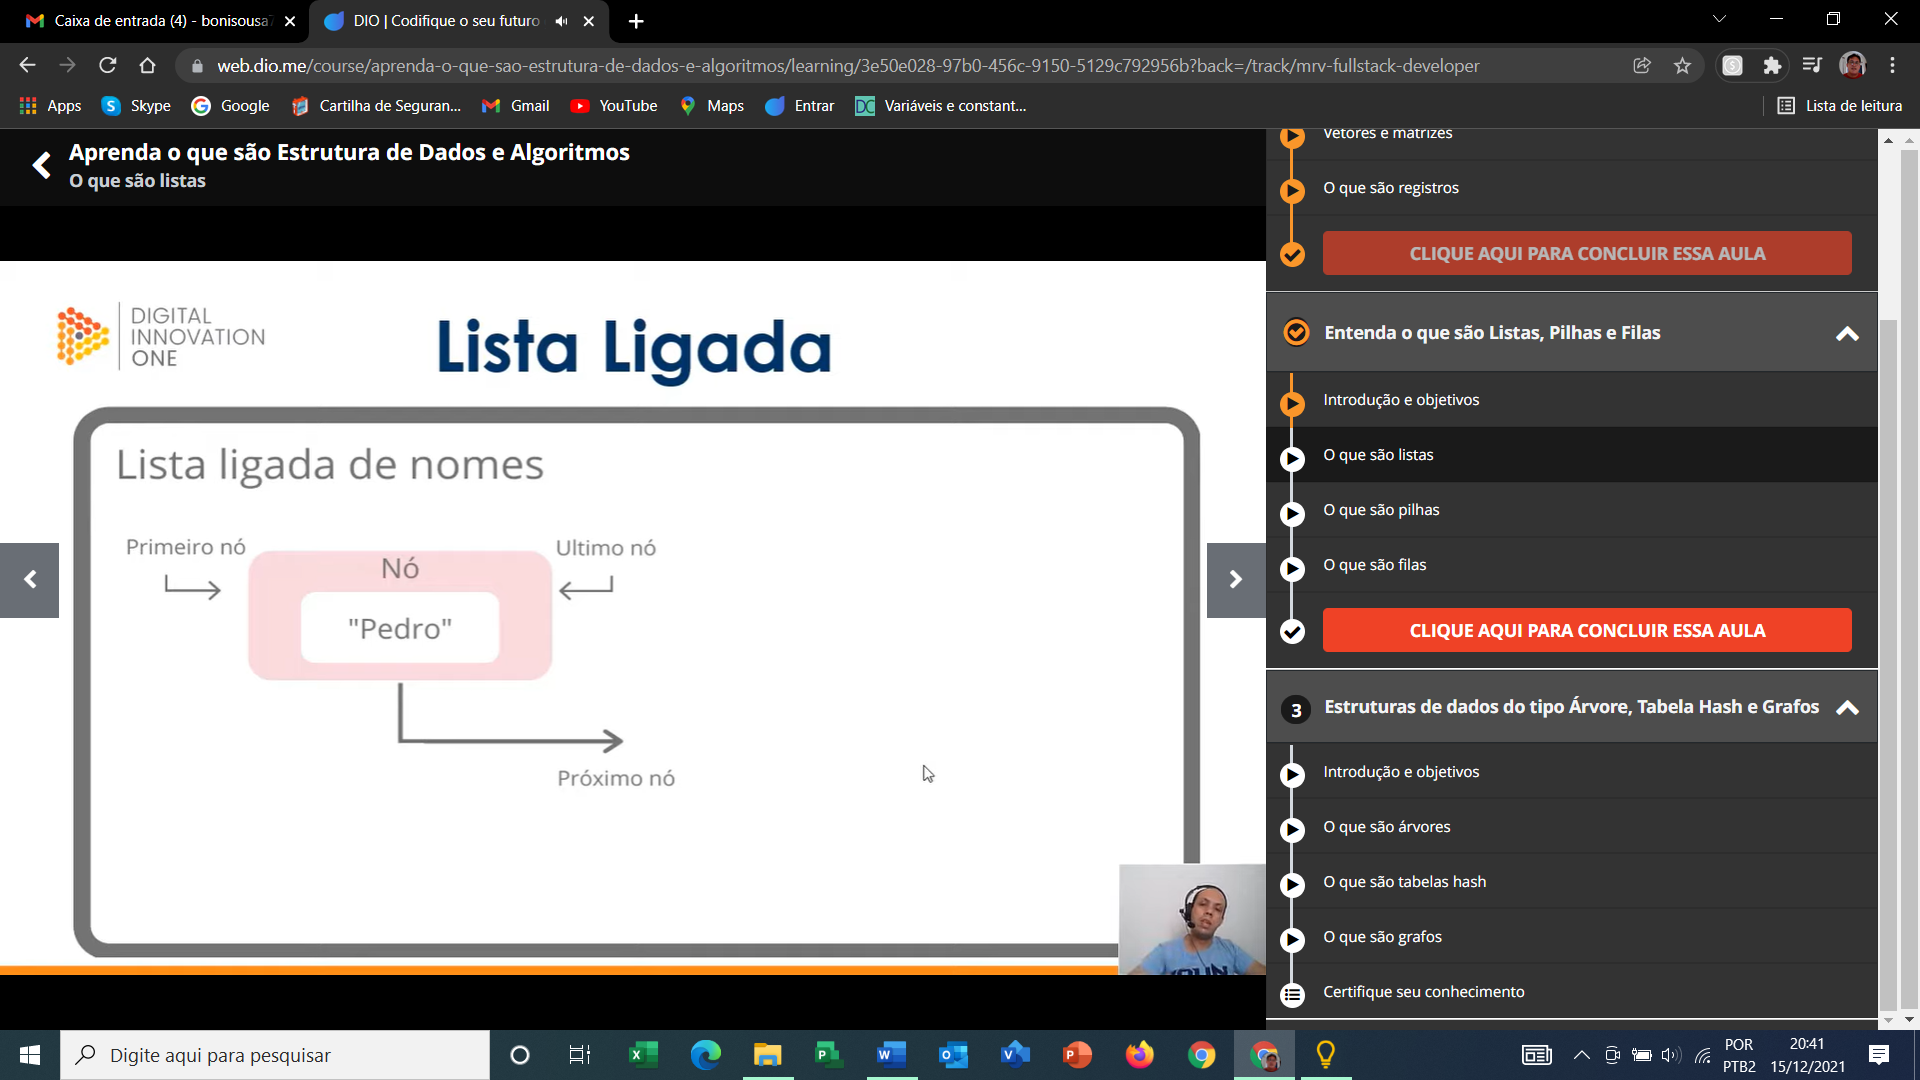 Caixa de entrada (4) - bonisousa7
DIO | Codifique o seu futuro
web.dio.me/course/aprenda-o-que-sao-estrutura-de-dados-e-algoritmos/learning/3e50e028-97b0-456c-9150-5129c792956b?back=/track/mrv-fullstack-developer
Apps
Skype
Google
Cartilha de Seguran...
Gmail
YouTube
Maps
Entrar
DC
Variáveis e constant...
Lista de leitura
Aprenda o que são Estrutura de Dados e Algoritmos
O que são listas
DIGITAL
INNOVATION
ONE
Lista Ligada
Lista ligada de nomes
Primeiro nó
Nó
Ultimo nó
"Pedro"
Próximo nó
Vetores e matrizes
O que são registros
CLIQUE AQUI PARA CONCLUIR ESSA AULA
Entenda o que são Listas, Pilhas e Filas
Introdução e objetivos
O que são listas
O que são pilhas
O que são filas
CLIQUE AQUI PARA CONCLUIR ESSA AULA
3
Estruturas de dados do tipo Árvore, Tabela Hash e Grafos
Introdução e objetivos
O que são árvores
O que são tabelas hash
O que são grafos
Certifique seu conhecimento
Digite aqui para pesquisar
POR
PTB2
20:41
15/12/2021